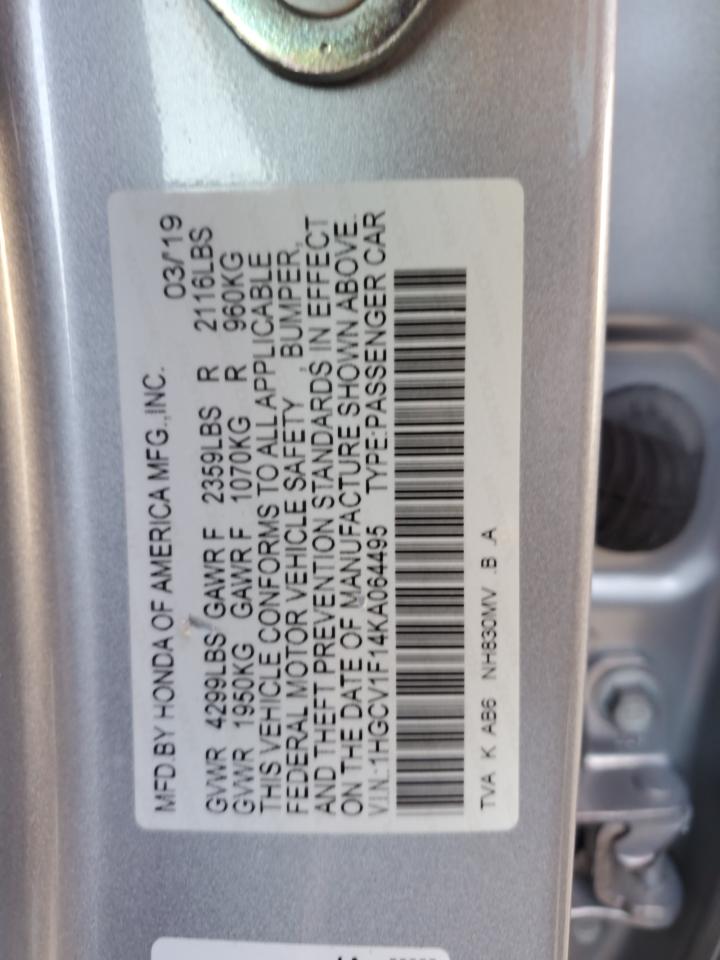 MFD.BY HONDA OF AMERICA MFG.,INC. 03/'19
GVWR 4299LBS GAWR F 2359LBS R 2116LBS
GVWR 1950KG GAWR F 1070KG R 960KG
THIS VEHICLE CONFORMS TO ALL APPLICABLE
FEDERAL MOTOR VEHICLE SAFETY , BUMPER,
AND THEFT PREVENTION STANDARDS IN EFFECT
ON THE DATE OF MANUFACTURE SHOWN ABOVE.
V.I.N.:1HGCV1F14KA064495 TYPE:PASSENGER CAR
TVA K AB6 NH830MV .B .A